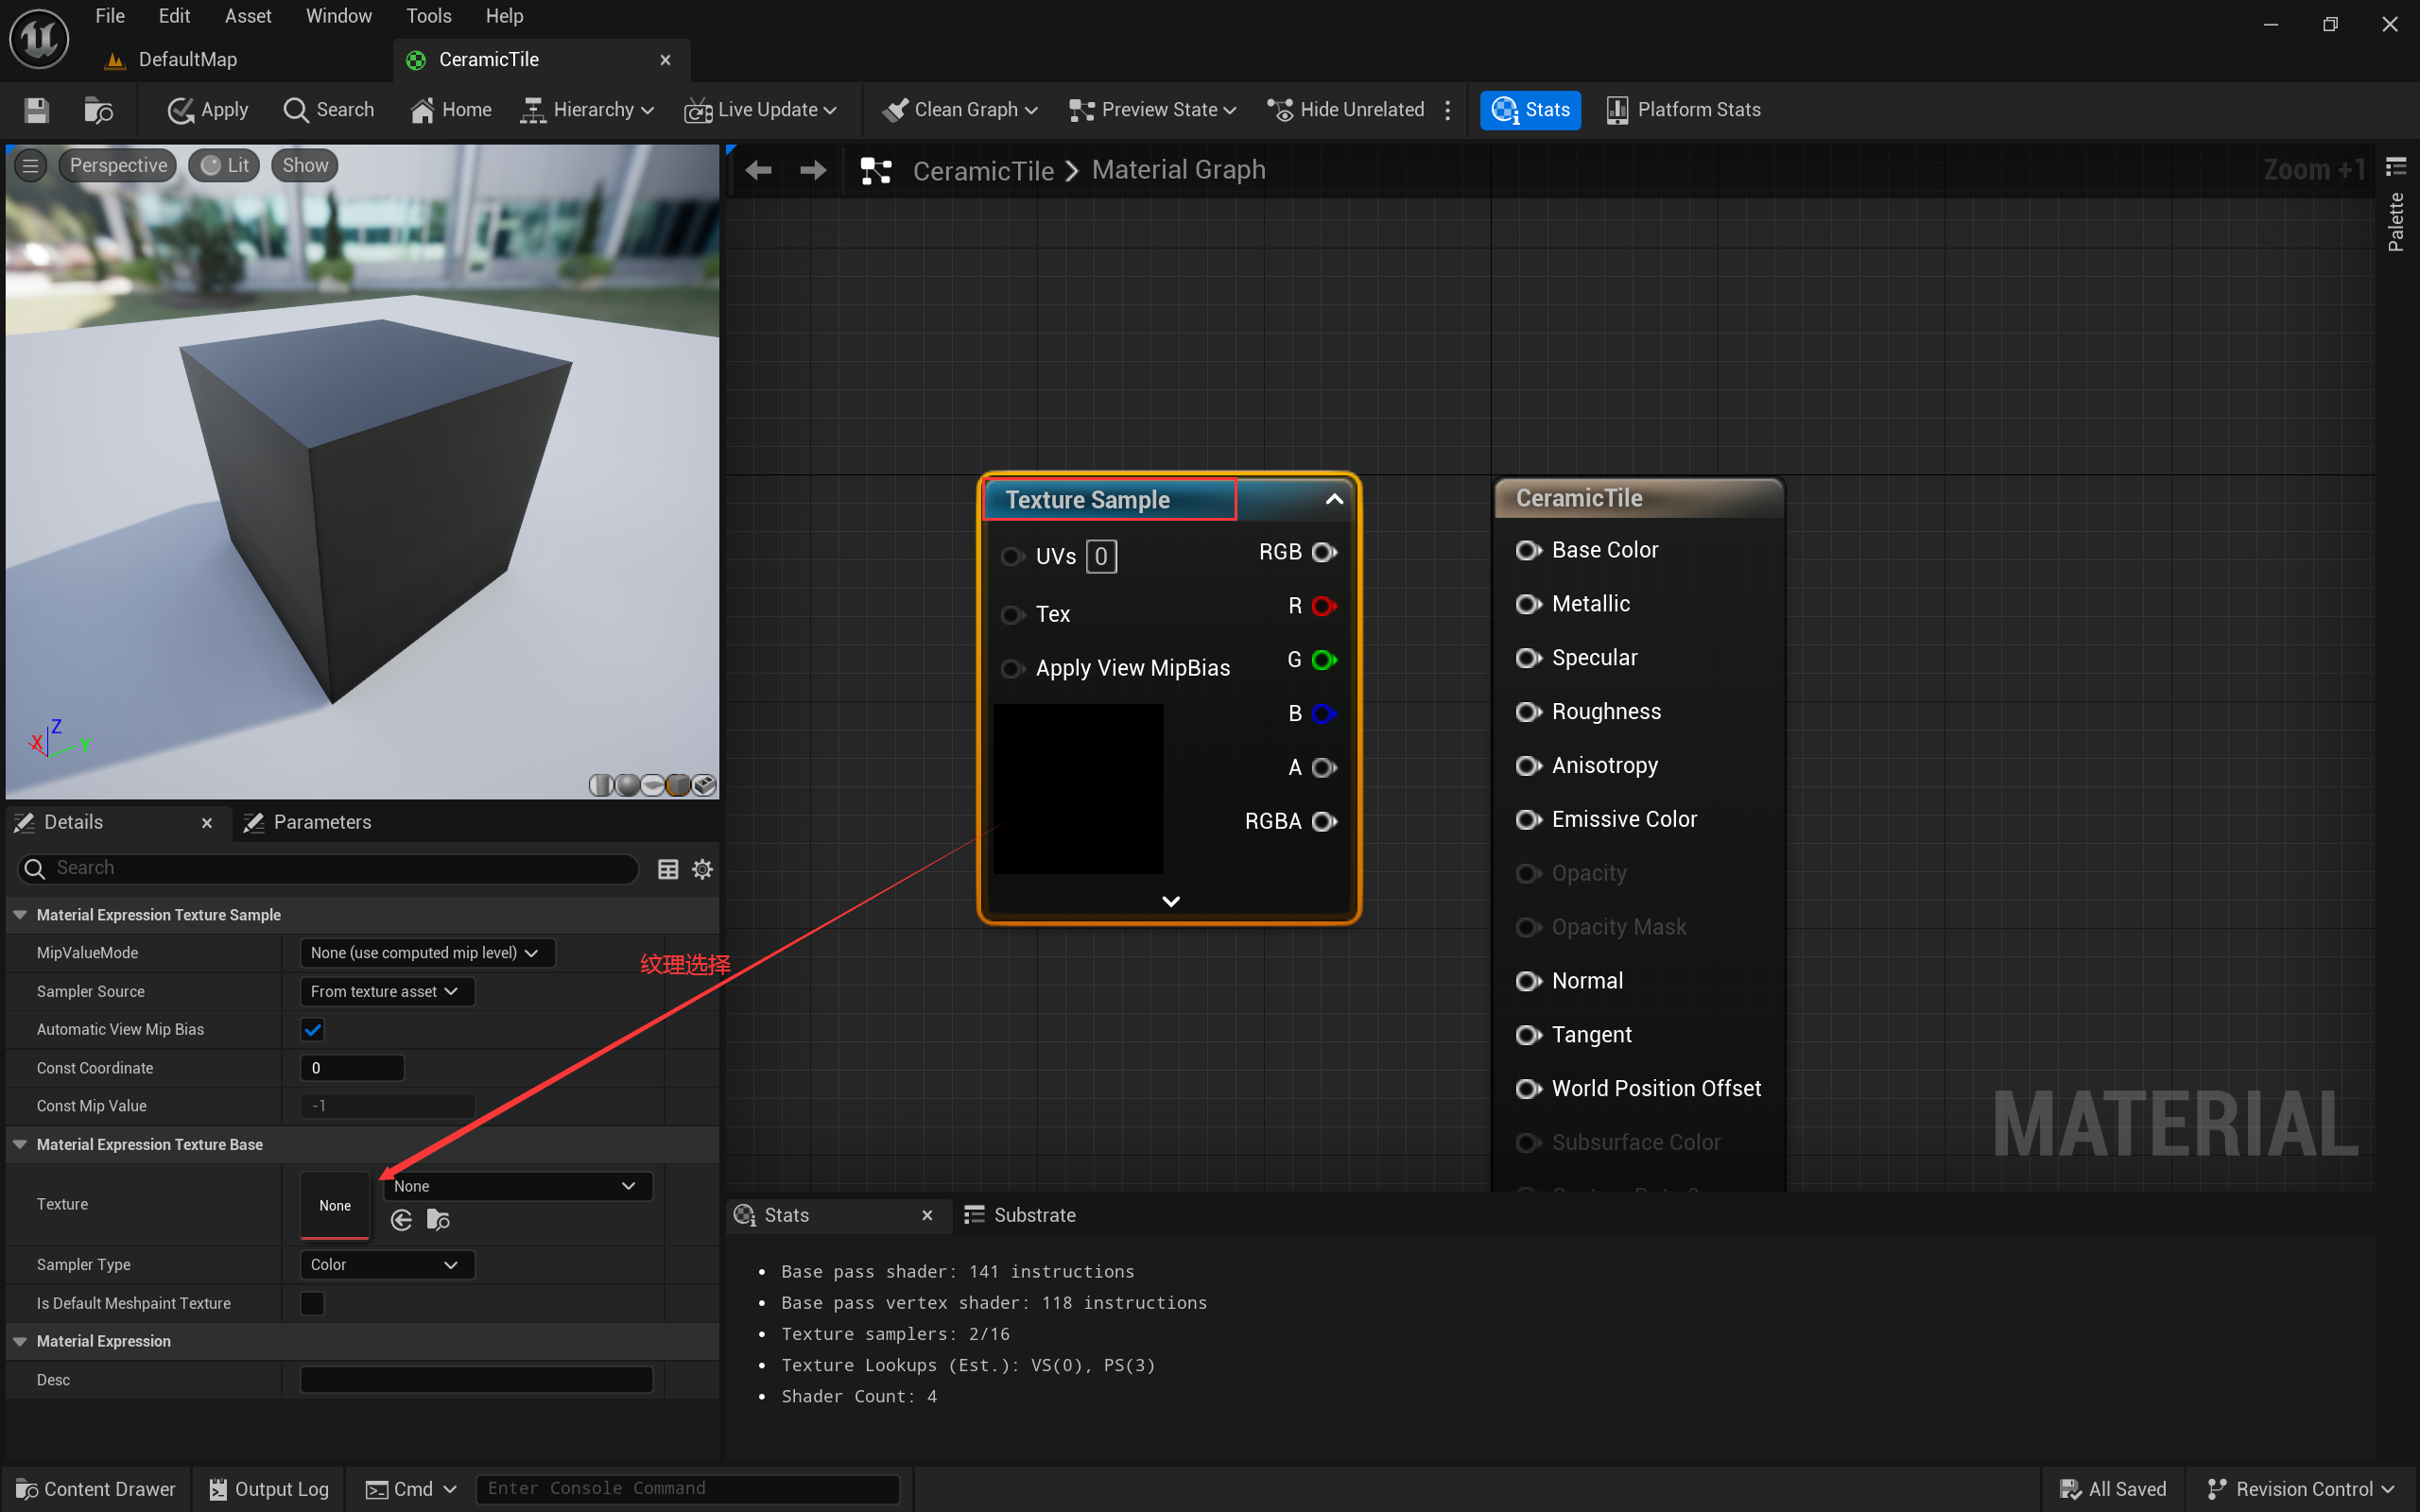 File Edit Asset Window Tools Help
DefaultMap CeramicTile
Apply Search Home Hierarchy Live Update Clean Graph Preview State Hide Unrelated Stats Platform Stats
Perspective Lit Show
CeramicTile > Material Graph
Zoom +1
Palette
Texture Sample
UVs 0
Tex
Apply View MipBias
RGB
R
G
B
A
RGBA
CeramicTile
Base Color
Metallic
Specular
Roughness
Anisotropy
Emissive Color
Opacity
Opacity Mask
Normal
Tangent
World Position Offset
Subsurface Color
MATERIAL
Z
X
Y
Details Parameters
Search
Material Expression Texture Sample
MipValueMode None (use computed mip level)
纹理选择
Sampler Source From texture asset
Automatic View Mip Bias
Const Coordinate 0
Const Mip Value -1
Material Expression Texture Base
Texture None None
Sampler Type Color
Is Default Meshpaint Texture
Material Expression
Desc
Stats Substrate
• Base pass shader: 141 instructions
• Base pass vertex shader: 118 instructions
• Texture samplers: 2/16
• Texture Lookups (Est.): VS(0), PS(3)
• Shader Count: 4
Content Drawer Output Log Cmd Enter Console Command All Saved Revision Control